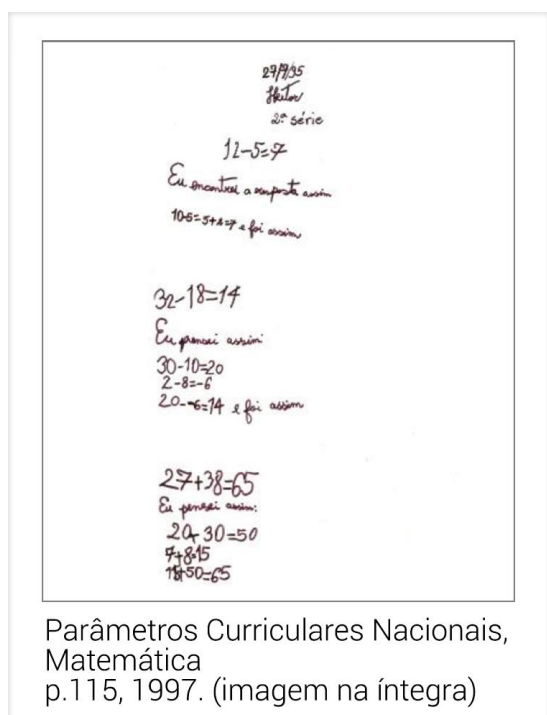 27/9/95
Heitor
2ª série
12-5=7
Eu encontrei a resposta assim
10-5=5+2=7 e foi assim
32-18=14
Eu pensei assim:
30-10=20
2-8=-6
20--6=14 e foi assim
27+38=65
Eu pensei assim:
20+30=50
7+8=15
15+50=65
Parâmetros Curriculares Nacionais,
Matemática
p.115, 1997. (imagem na íntegra)